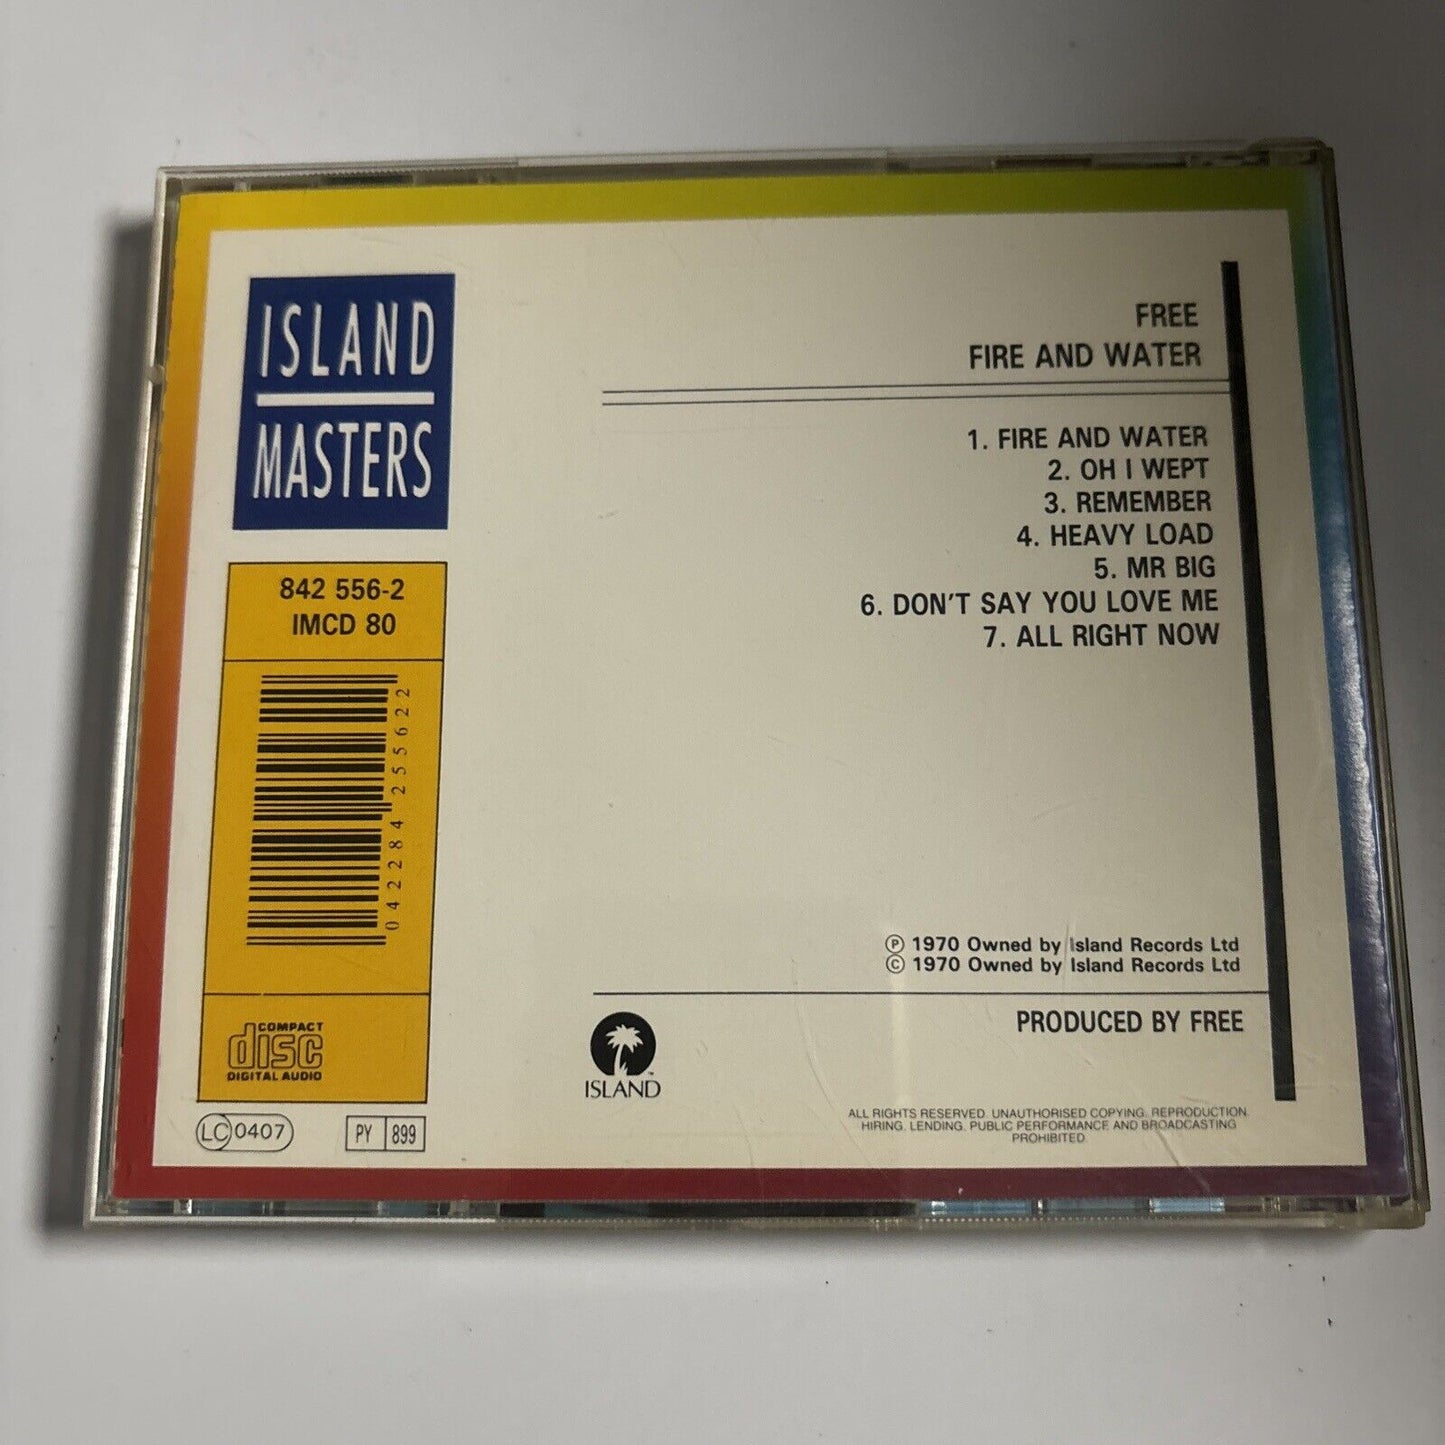 ISLAND
MASTERS
842 556-2
IMCD 80
0 42284 25562 2
COMPACT
disc
DIGITAL AUDIO
LC 0407
PY 899
FREE
FIRE AND WATER
1. FIRE AND WATER
2. OH I WEPT
3. REMEMBER
4. HEAVY LOAD
5. MR BIG
6. DON'T SAY YOU LOVE ME
7. ALL RIGHT NOW
Ⓟ 1970 Owned by Island Records Ltd
© 1970 Owned by Island Records Ltd
PRODUCED BY FREE
ISLAND
ALL RIGHTS RESERVED. UNAUTHORISED COPYING. REPRODUCTION.
HIRING. LENDING. PUBLIC PERFORMANCE AND BROADCASTING
PROHIBITED